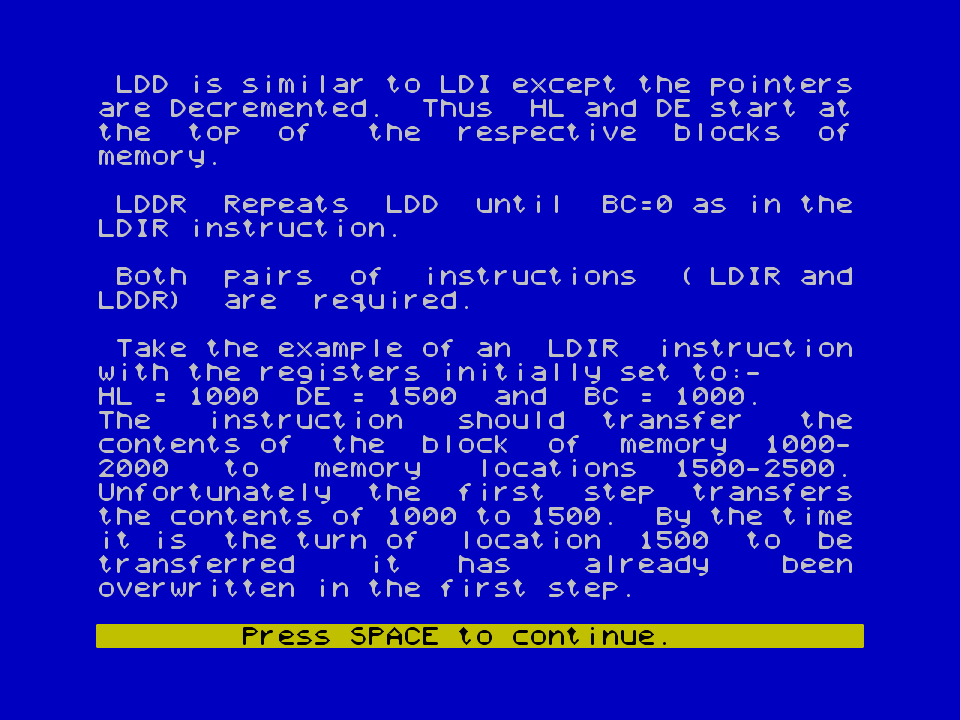 LDD is similar to LDI except the pointers
are Decremented.  Thus  HL and DE start at
the  top  of   the  respective  blocks  of
memory.
LDDR  Repeats  LDD  until  BC=0 as in the
LDIR instruction.
Both  pairs  of  instructions  ( LDIR and
LDDR)  are  required.
Take the example of an  LDIR  instruction
with the registers initially set to:-
HL = 1000  DE = 1500  and  BC = 1000.
The   instruction   should  transfer   the
contents of  the  block  of  memory  1000-
2000   to   memory   locations  1500-2500.
Unfortunately  the  first  step  transfers
the contents of 1000 to 1500.  By the time
it is  the turn of  location  1500  to  be
transferred   it   has    already    been
overwritten in the first step.
Press SPACE to continue.